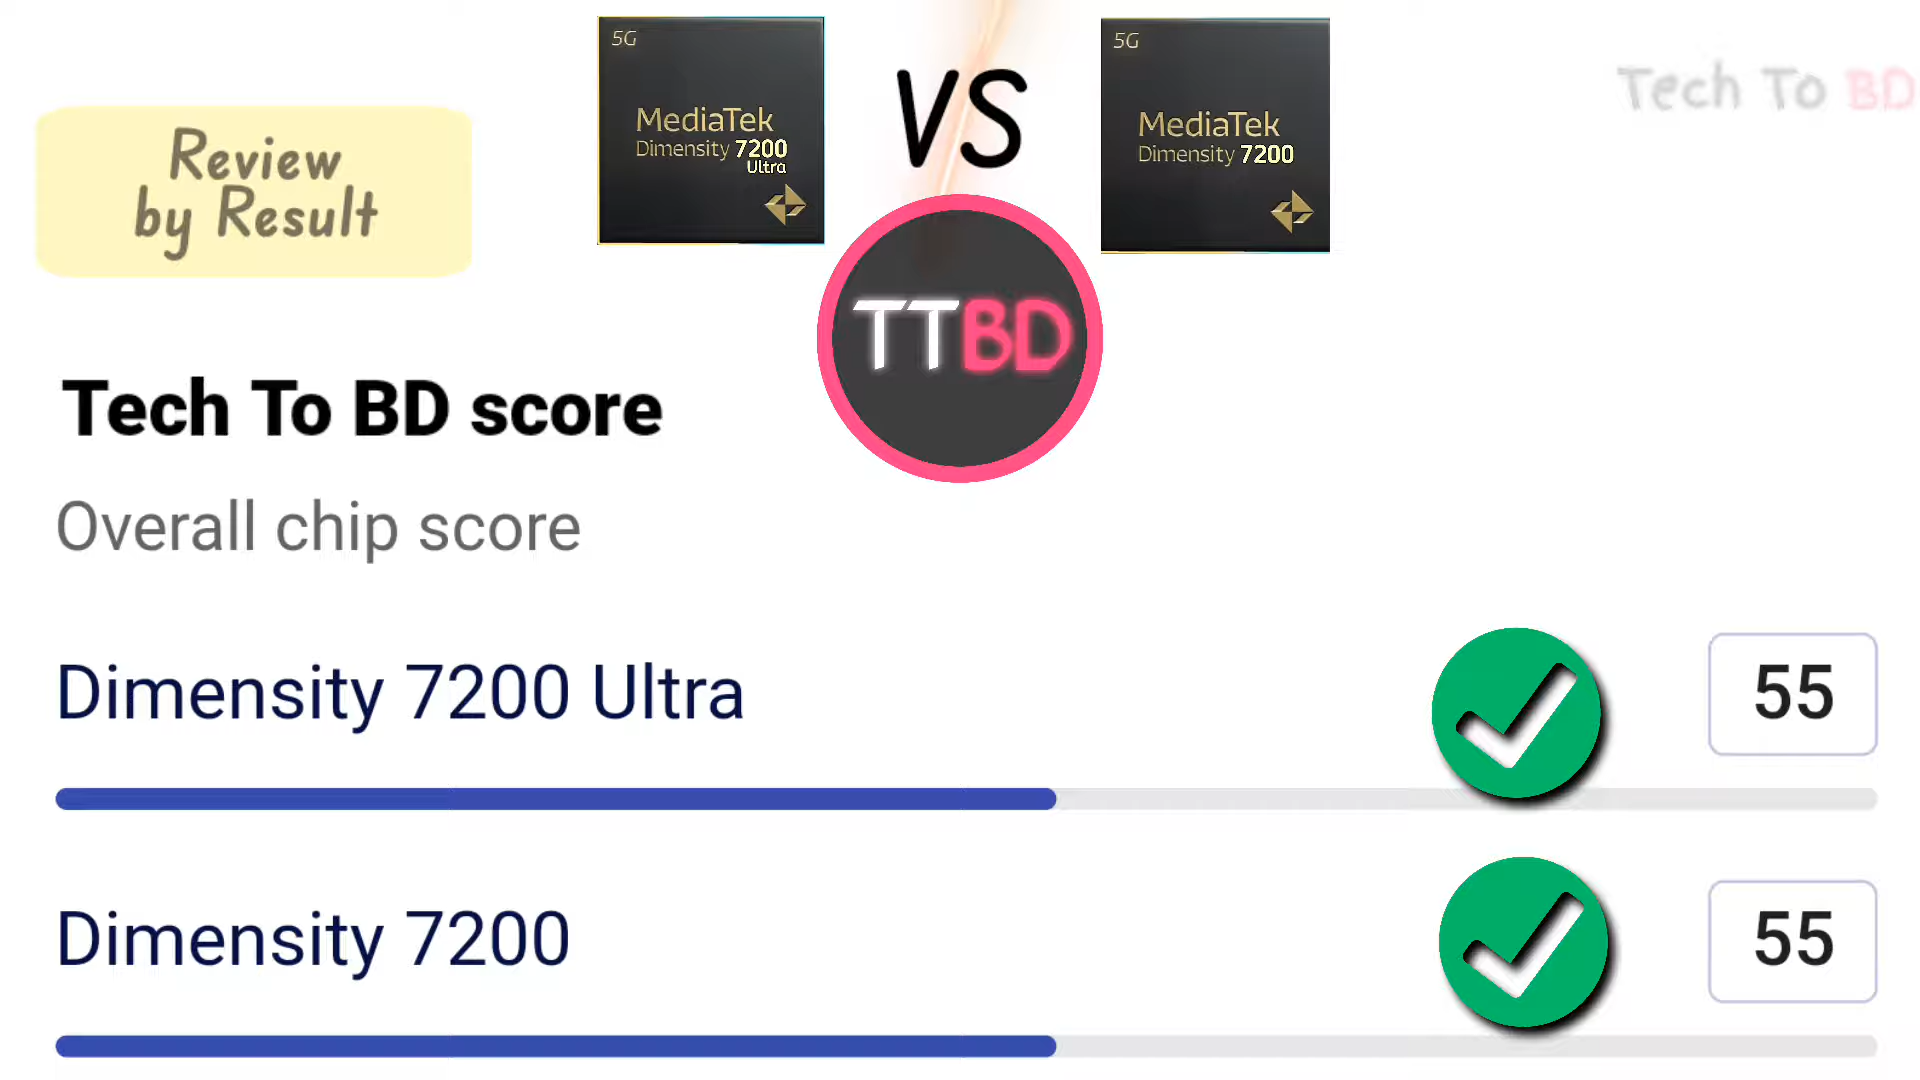 5G
MediaTek
Dimensity 7200
Ultra
VS
5G
MediaTek
Dimensity 7200
Tech To BD
Review
by Result
TTBD
Tech To BD score
Overall chip score
Dimensity 7200 Ultra
55
Dimensity 7200
55